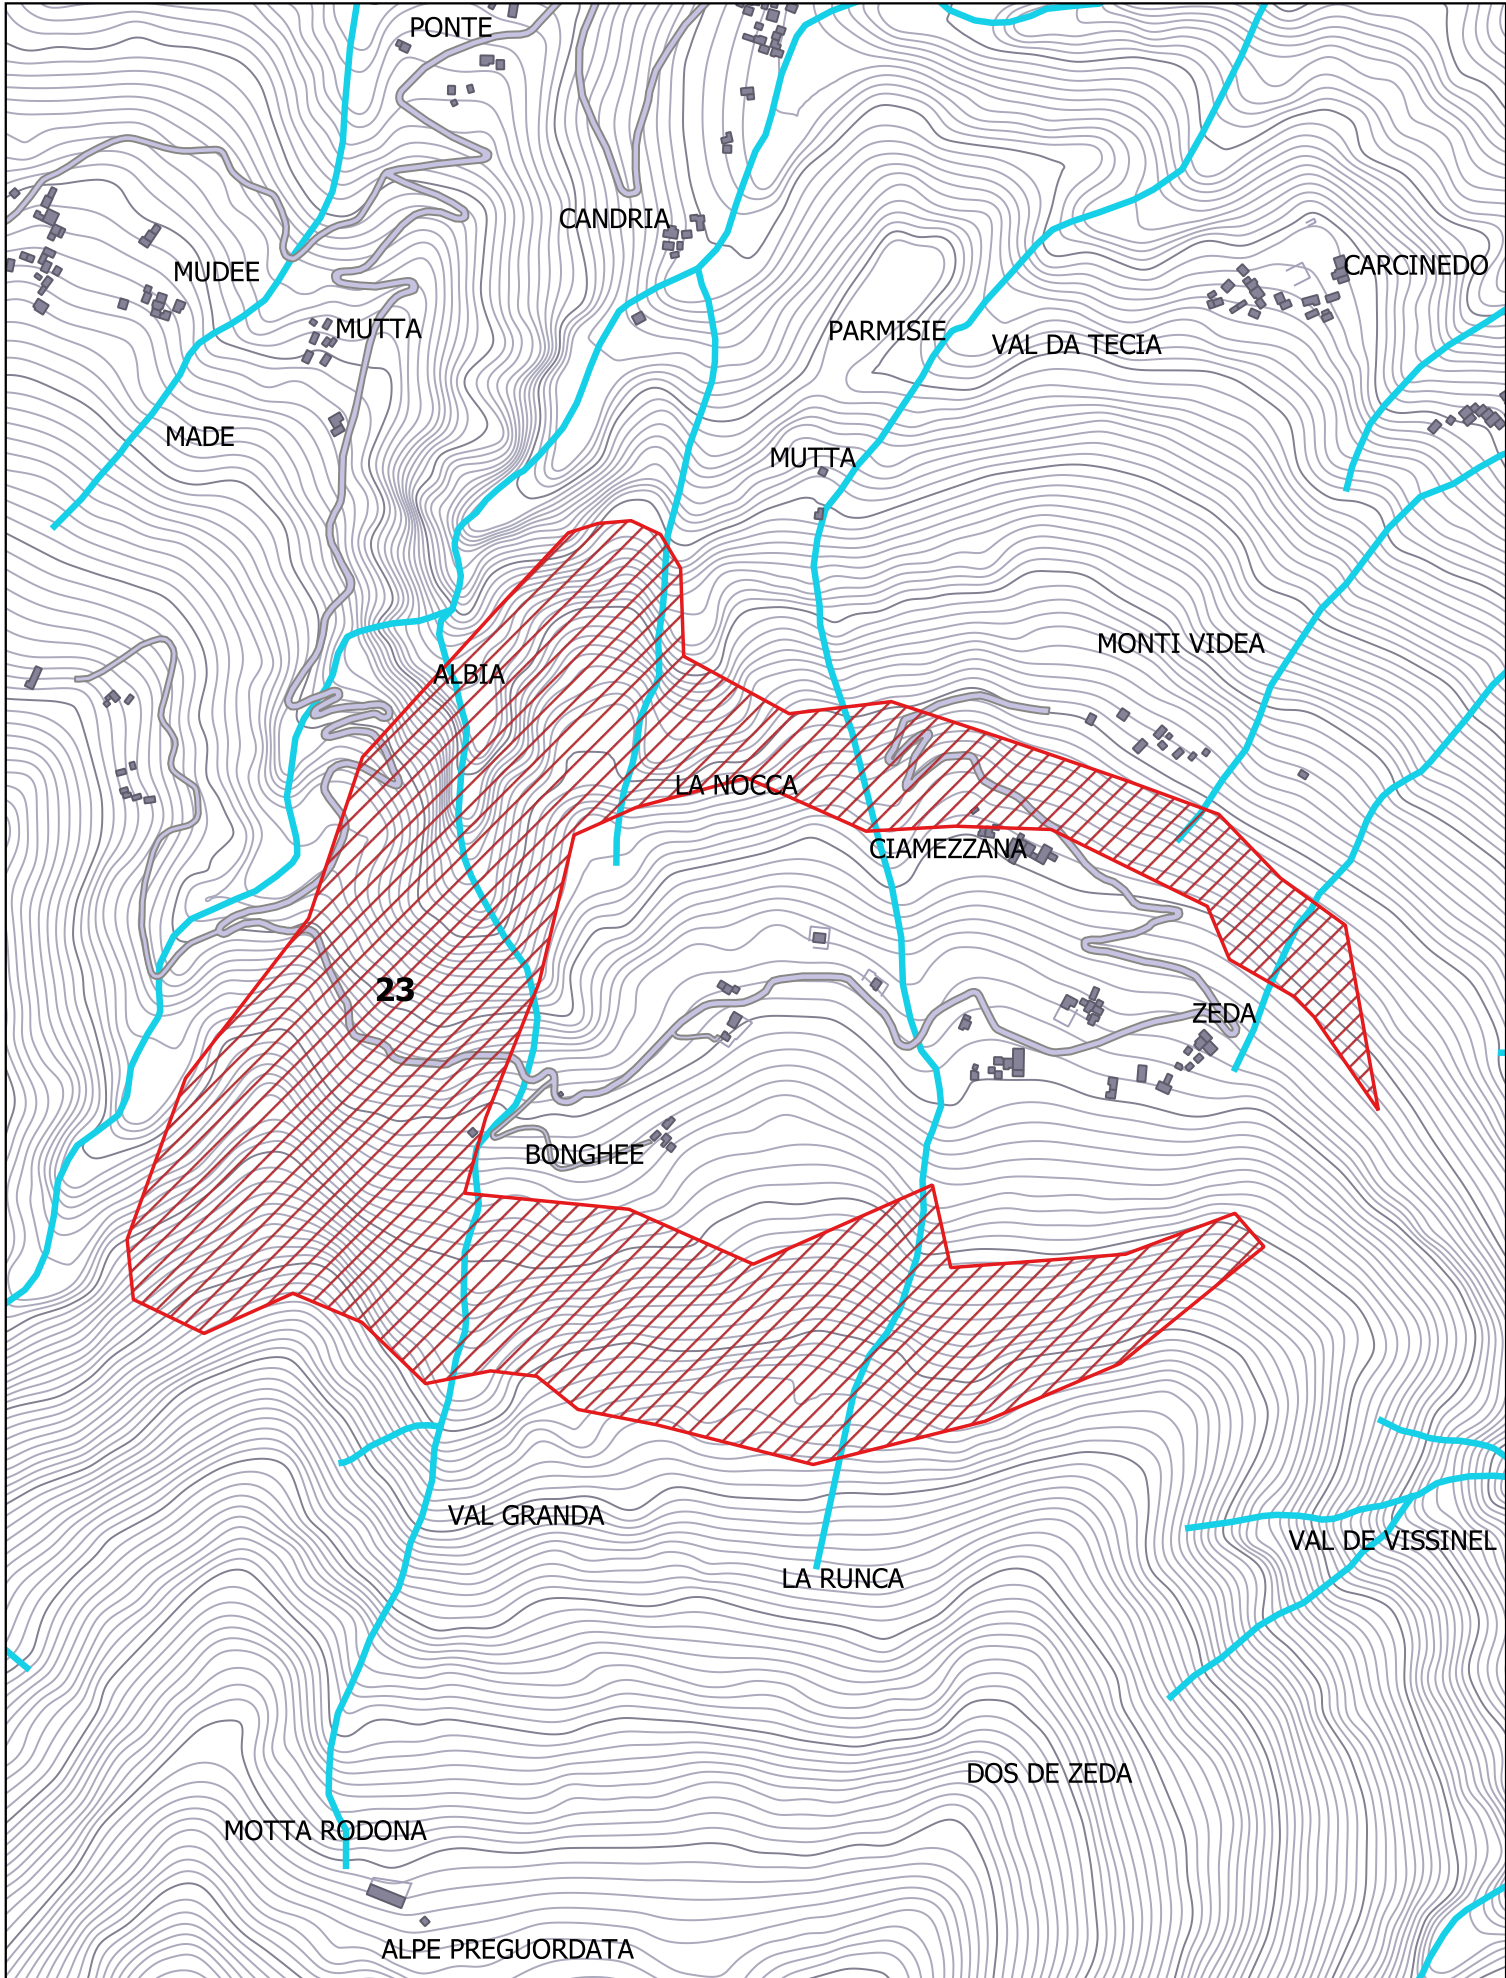 PONTE
CANDRIA
MUDEE
CARCINEDO
MUTTA
PARMISIE
VAL DA TECIA
MADE
MUTTA
MONTI VIDEA
ALBIA
LA NOCCA
CIAMEZZANA
23
ZEDA
BONGHEE
VAL GRANDA
VAL DE VISSINEL
LA RUNCA
DOS DE ZEDA
MOTTA RODONA
ALPE PREGUORDATA